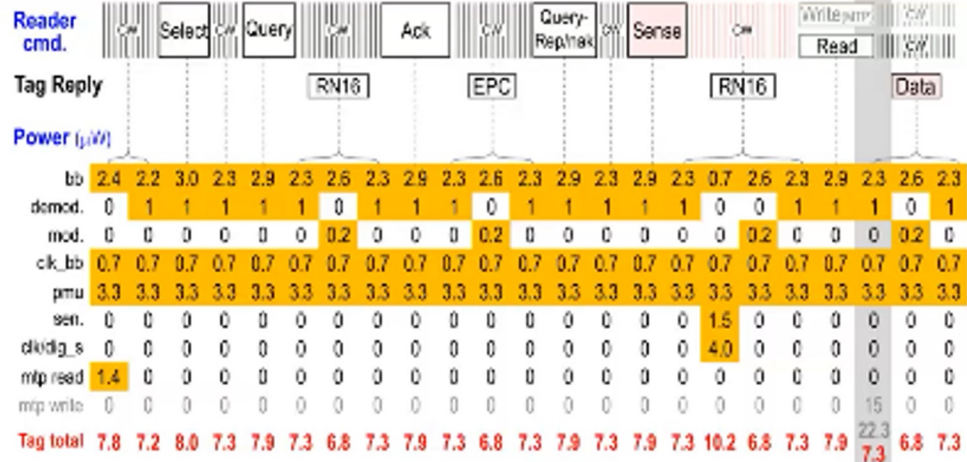 Reader cmd. CW Select CW Query CW Ack CW Query-Rep/nak CW Sense CW Write(MTP) Read CW CW
Tag Reply RN16 EPC RN16 Data
Power (μW)
bb 2.4 2.2 3.0 2.3 2.9 2.3 2.6 2.3 2.9 2.3 2.6 2.3 2.9 2.3 2.9 2.3 0.7 2.6 2.3 2.9 2.3 2.6 2.3
demod. 0 1 1 1 1 1 0 1 1 1 0 1 1 1 1 1 0 0 1 1 1 0 1
mod. 0 0 0 0 0 0 0.2 0 0 0 0.2 0 0 0 0 0 0 0.2 0 0 0 0.2 0
clk_bb 0.7 0.7 0.7 0.7 0.7 0.7 0.7 0.7 0.7 0.7 0.7 0.7 0.7 0.7 0.7 0.7 0.7 0.7 0.7 0.7 0.7 0.7 0.7
pmu 3.3 3.3 3.3 3.3 3.3 3.3 3.3 3.3 3.3 3.3 3.3 3.3 3.3 3.3 3.3 3.3 3.3 3.3 3.3 3.3 3.3 3.3 3.3
sen. 0 0 0 0 0 0 0 0 0 0 0 0 0 0 0 0 1.5 0 0 0 0 0 0
clk/dig_s 0 0 0 0 0 0 0 0 0 0 0 0 0 0 0 0 4.0 0 0 0 0 0 0
mtp read 1.4 0 0 0 0 0 0 0 0 0 0 0 0 0 0 0 0 0 0 0 0 0 0
mtp write 0 0 0 0 0 0 0 0 0 0 0 0 0 0 0 0 0 0 0 0 15 0 0
22.3
Tag total 7.8 7.2 8.0 7.3 7.9 7.3 6.8 7.3 7.9 7.3 6.8 7.3 7.9 7.3 7.9 7.3 10.2 6.8 7.3 7.9 7.3 6.8 7.3